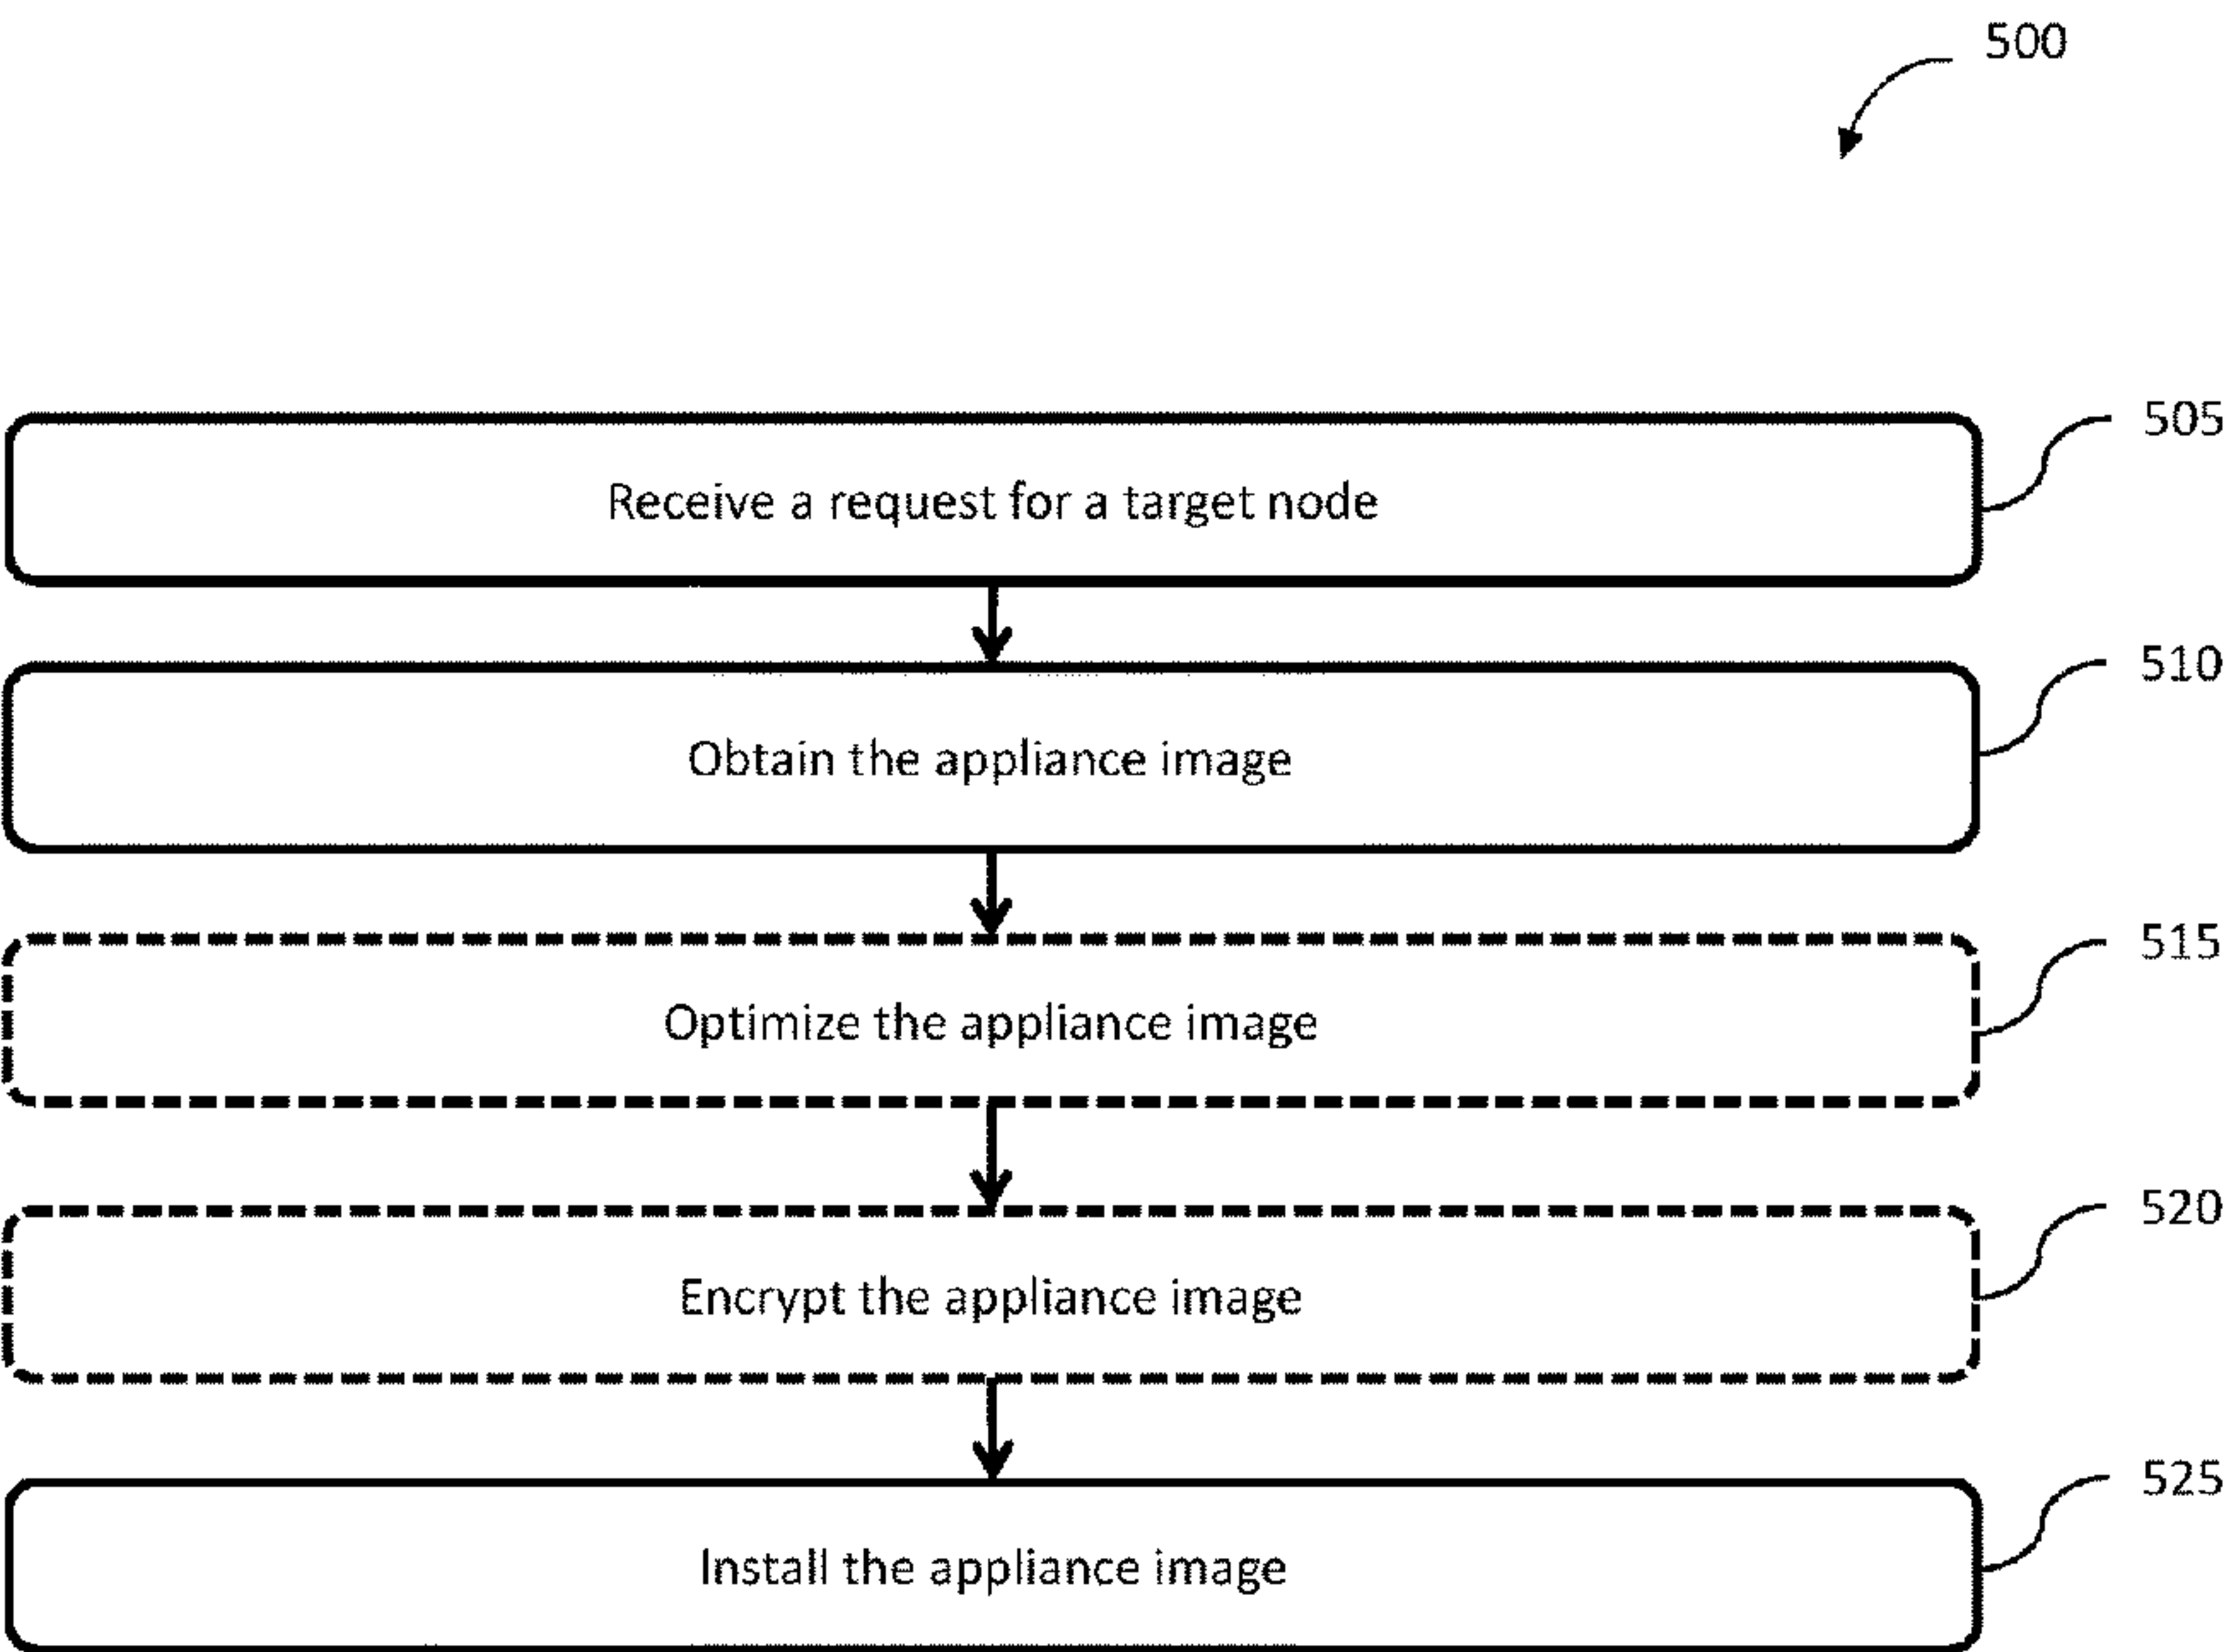 500
Receive a request for a target node
505
Obtain the appliance image
510
Optimize the appliance image
515
Encrypt the appliance image
520
Install the appliance image
525